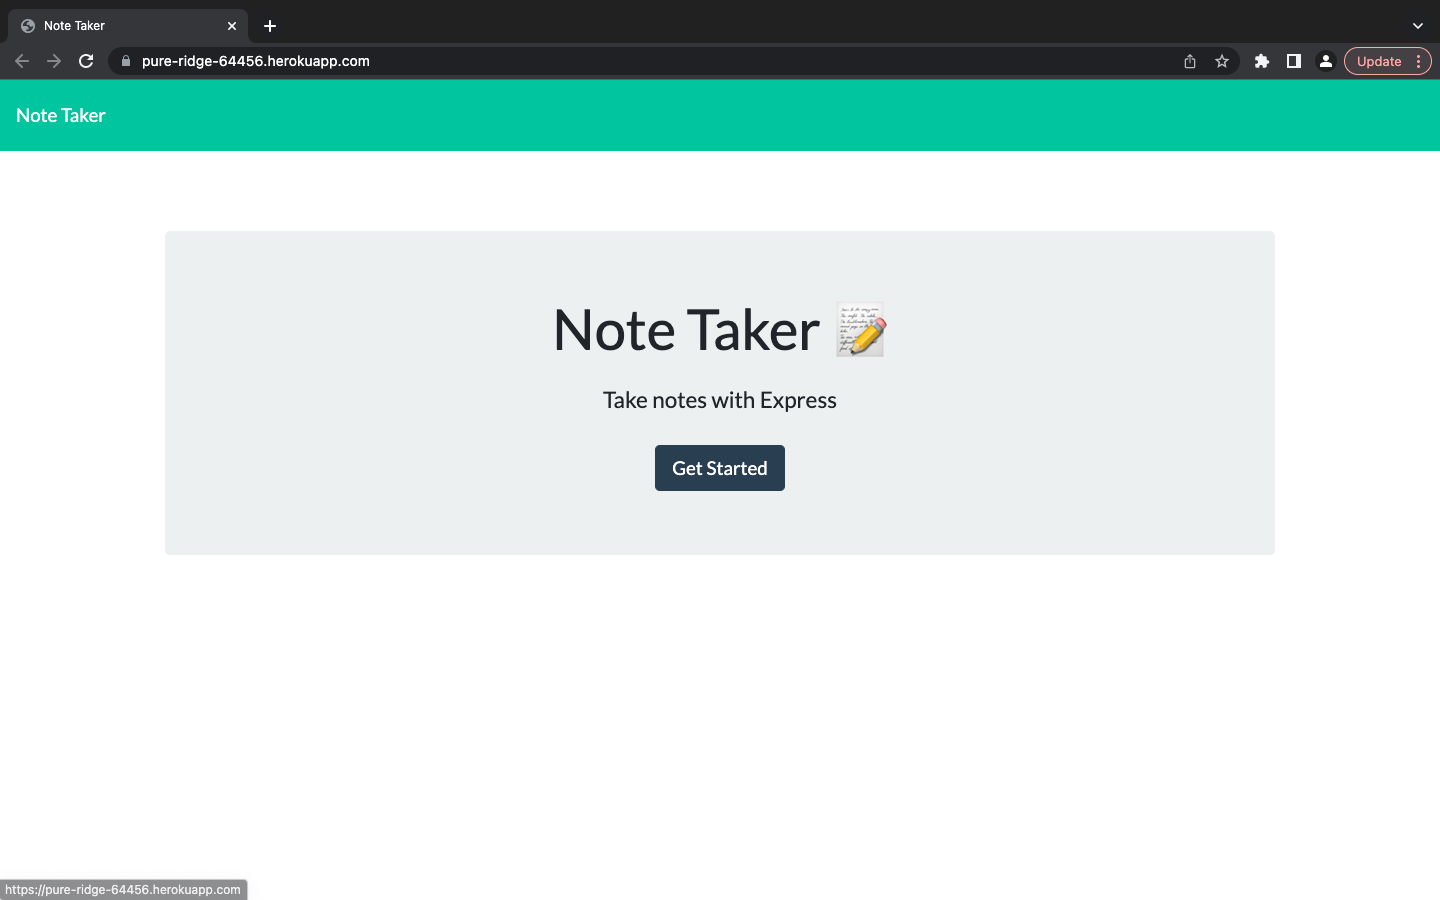 Note Taker
pure-ridge-64456.herokuapp.com
Update
Note Taker
Note Taker
Take notes with Express
Get Started
https://pure-ridge-64456.herokuapp.com